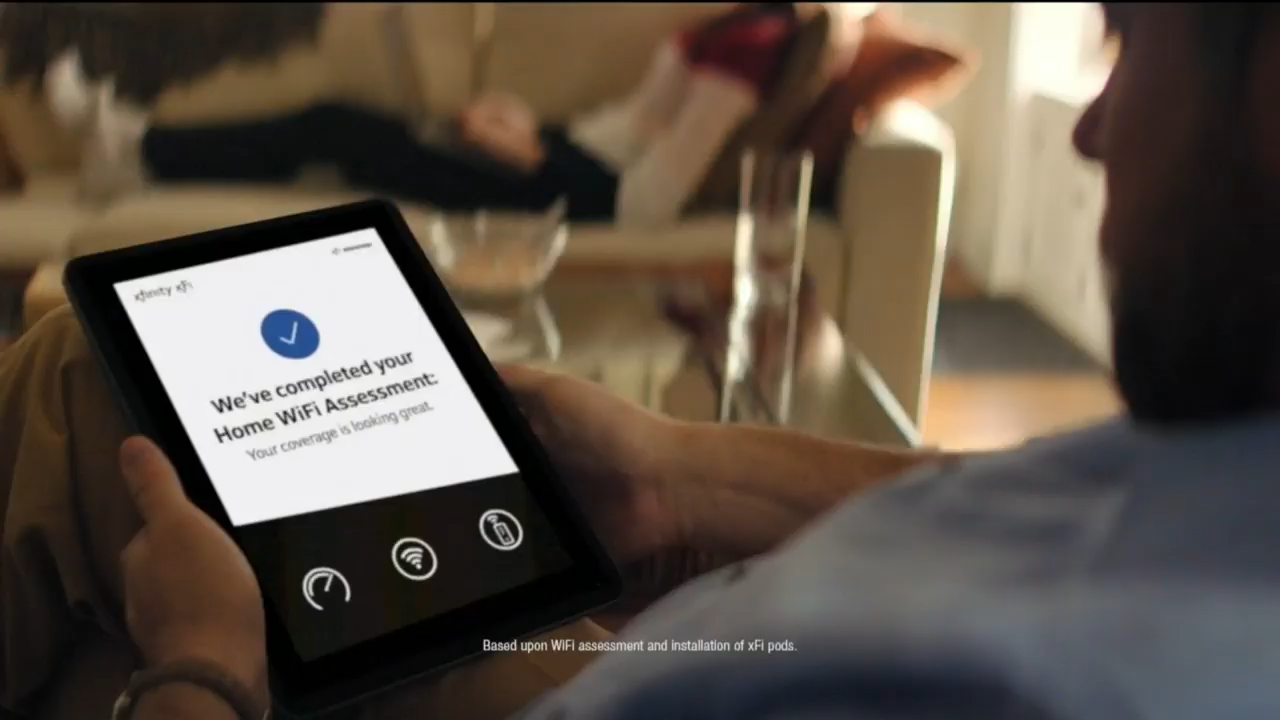 xfinity xFi
We've completed your
Home WiFi Assessment:
Your coverage is looking great.
Based upon WiFi assessment and installation of xFi pods.